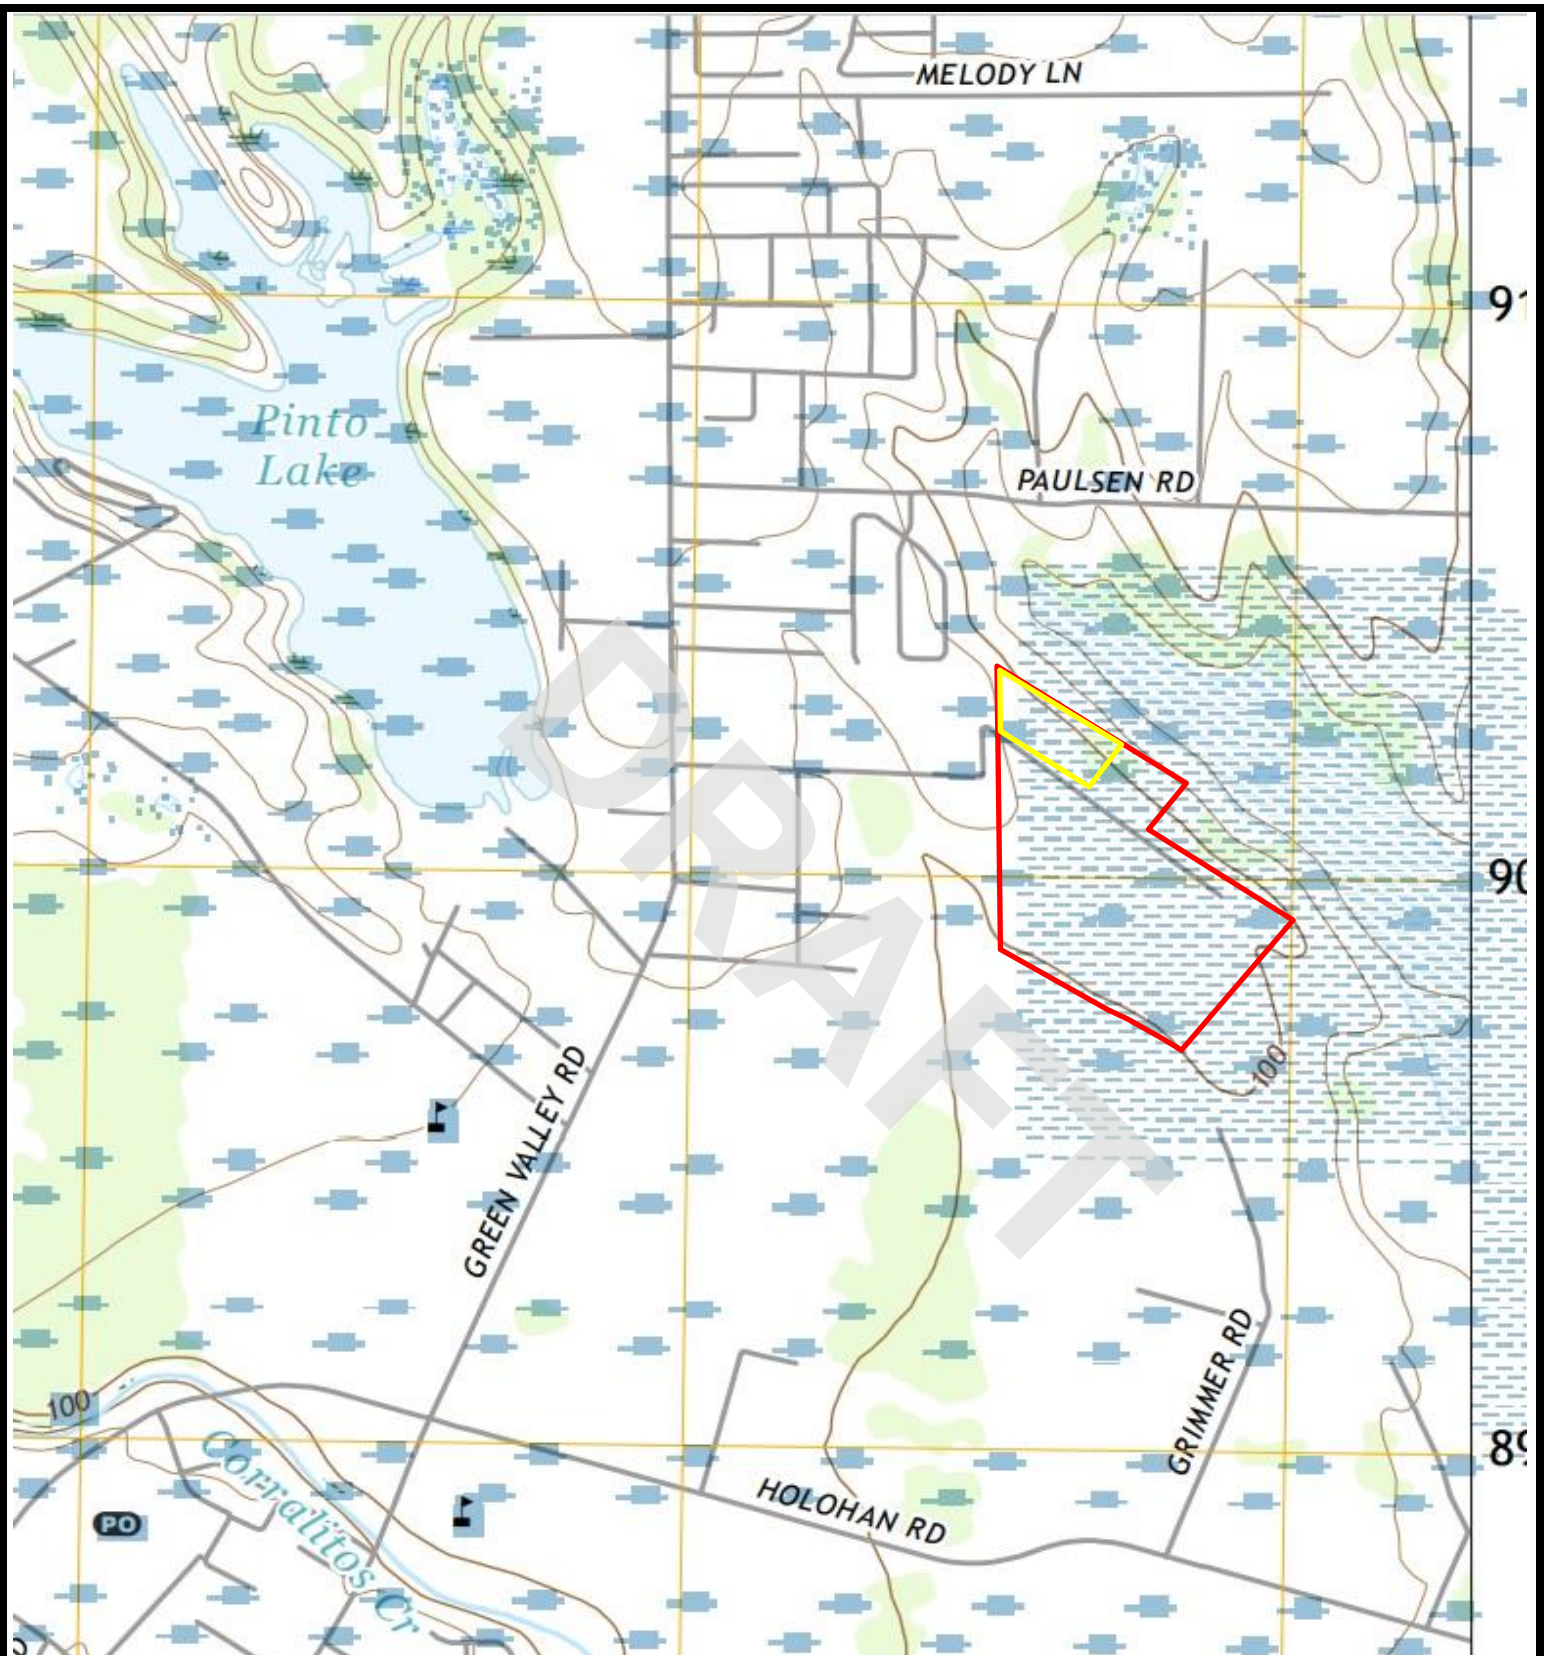 MELODY LN
91
Pinto
Lake
PAULSEN RD
DRAFT
90
100
GREEN VALLEY RD
GRIMMER RD
100
89
Corralitos Cr
HOLOHAN RD
PO